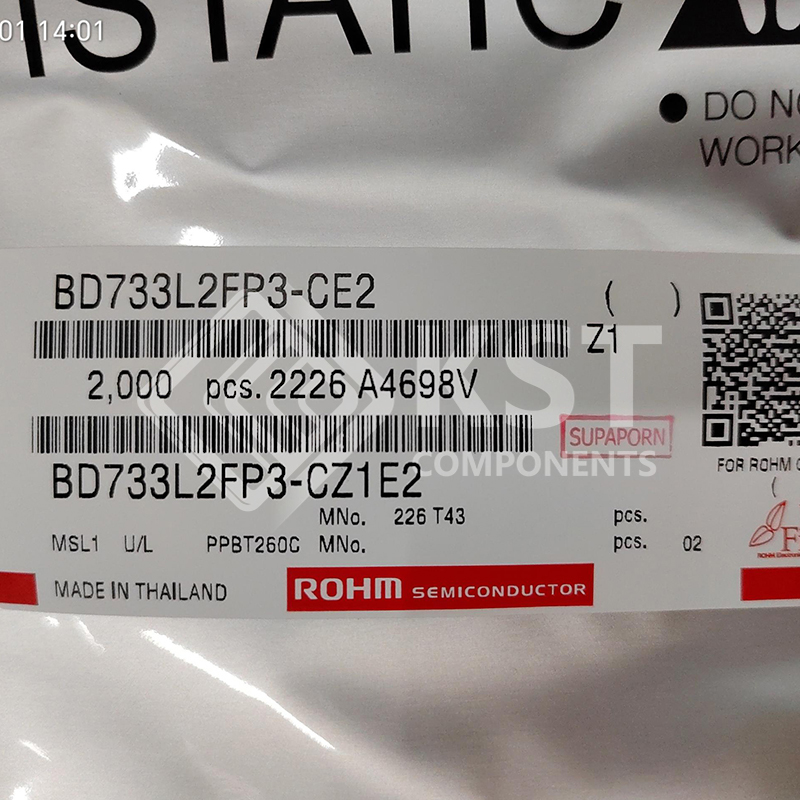 01 14:01
STATIC
● DO NO
WORK
BD733L2FP3-CE2 ( )
Z1
2,000 pcs. 2226 A4698V
KST
COMPONENTS
SUPAPORN
BD733L2FP3-CZ1E2
FOR ROHM
(
MNo. 226 T43 pcs.
MSL1 U/L PPBT260C MNo. pcs. 02
MADE IN THAILAND
ROHM SEMICONDUCTOR